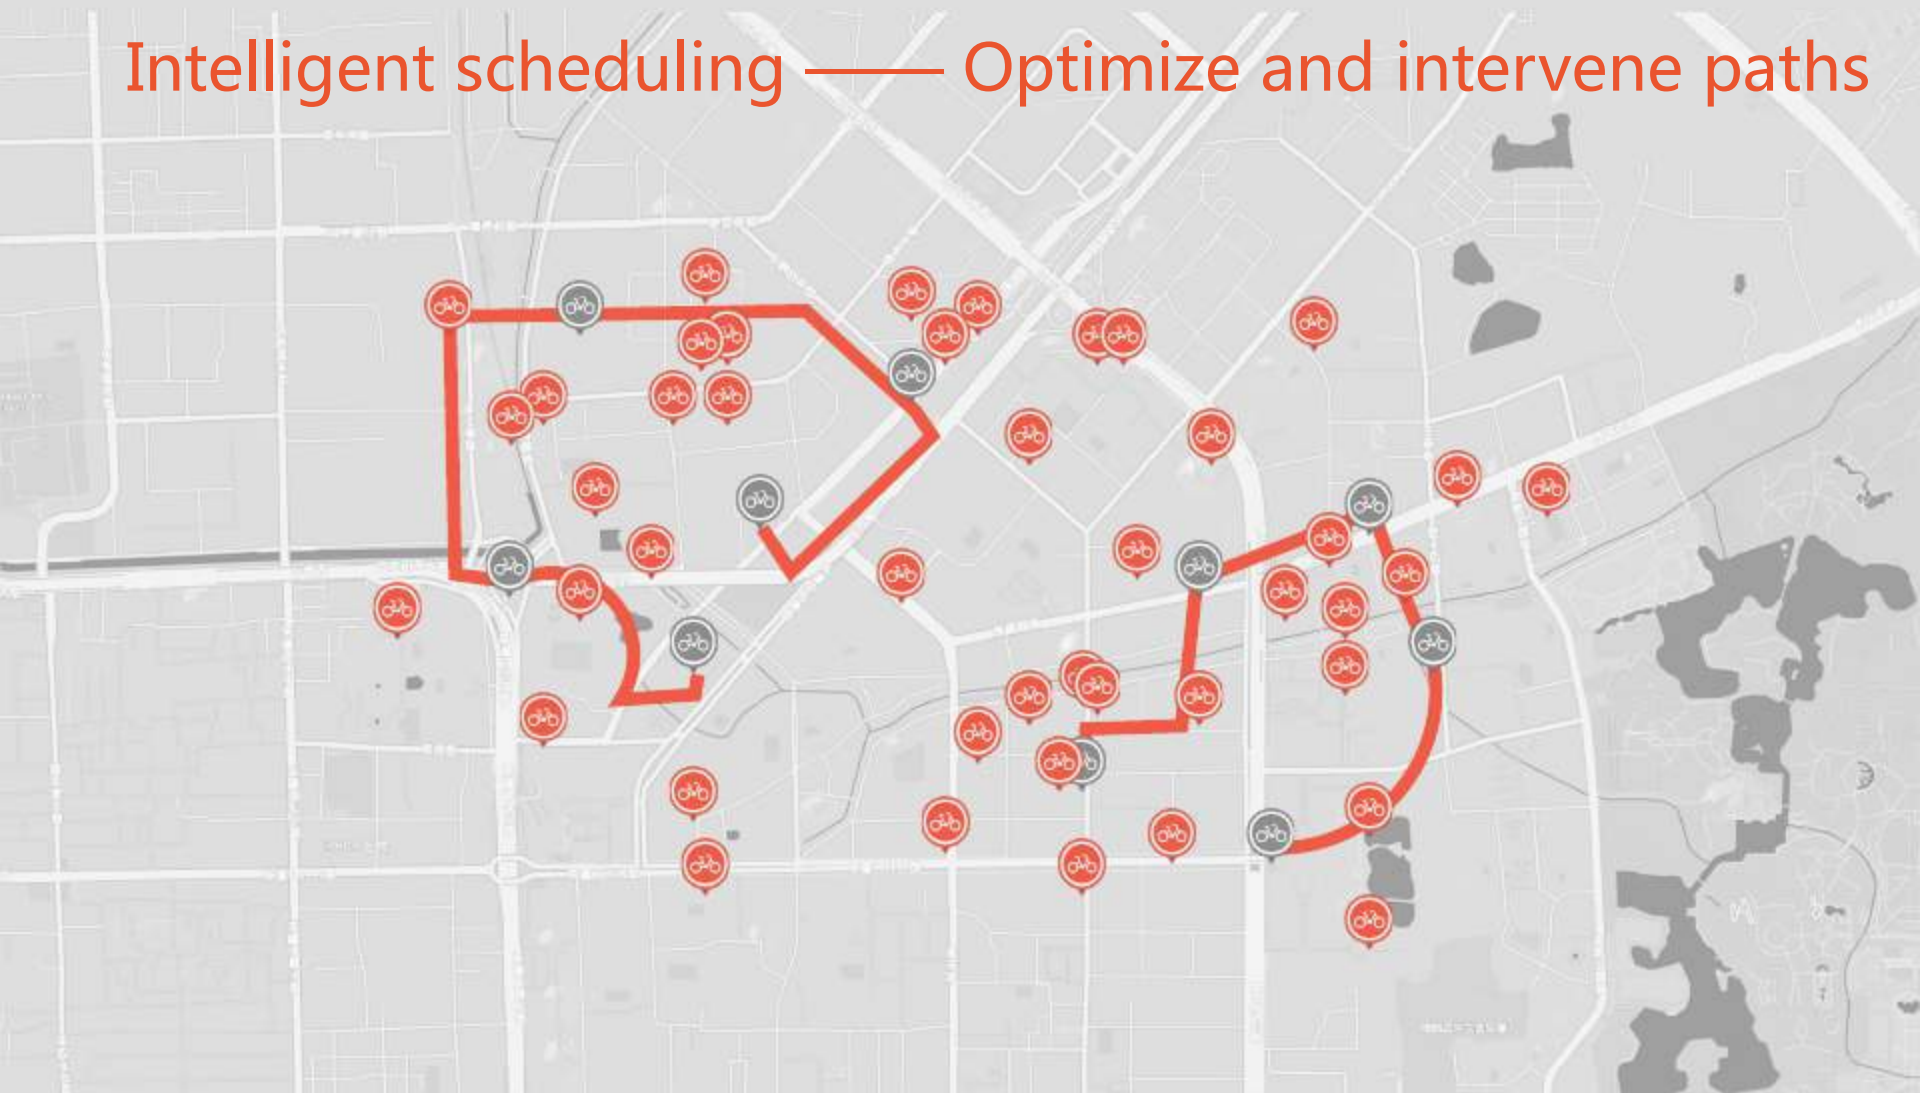 Intelligent scheduling —— Optimize and intervene paths